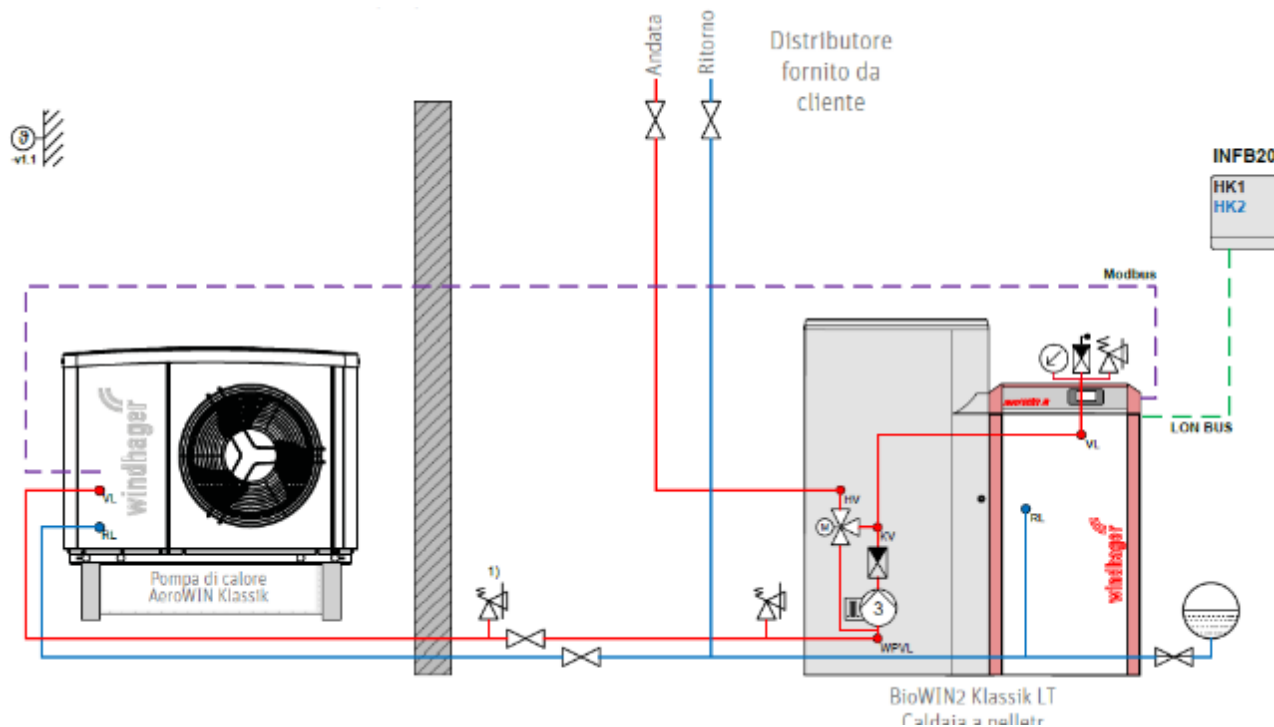 Andata
Ritorno
Distributore
fornito da
cliente
ϑ
-v1.1
INFB20
HK1
HK2
Modbus
LON BUS
windhager
VL
RL
Pompa di calore
AeroWIN Klassik
1)
HV
M
KV
3
WPVL
VL
RL
windhager
BioWIN2 Klassik LT